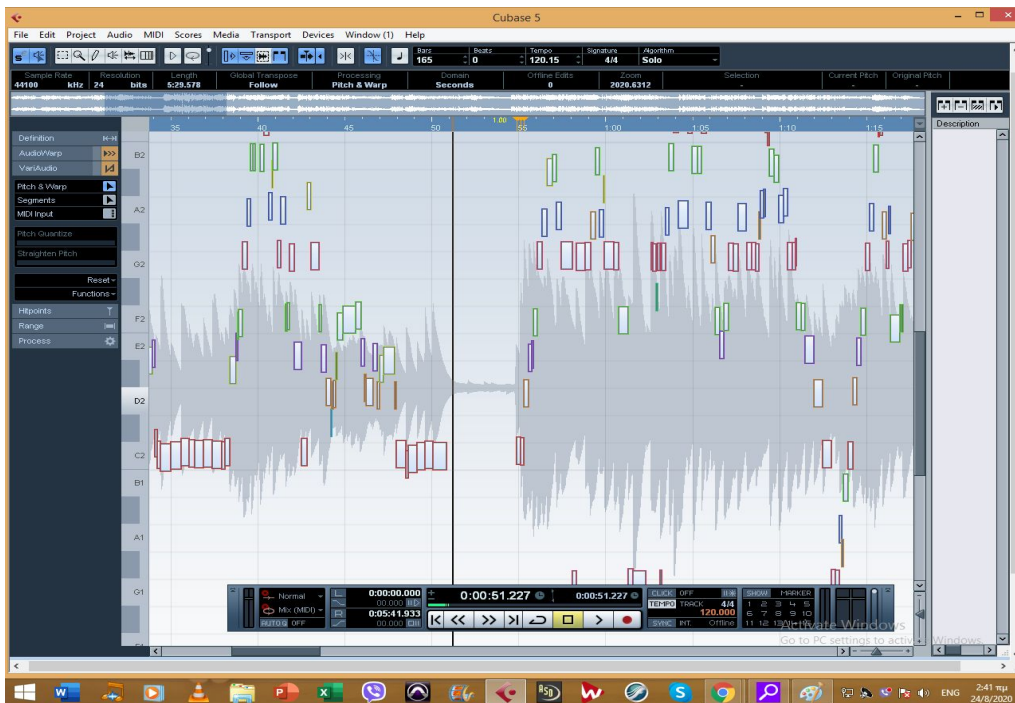 Cubase 5
File Edit Project Audio MIDI Scores Media Transport Devices Window (1) Help
Bars Beats Tempo Signature Algorithm
165 0 120.15 4/4 Solo
Sample Rate Resolution Length Global Transpose Processing Domain Offline Edits Zoom Selection Current Pitch Original Pitch
44100 kHz 24 bits 5:29.578 Follow Pitch & Warp Seconds 0 2020.6312 - - -
Description
35 40 45 50 1.00 55 1:00 1:05 1:10 1:15
Definition
AudioWarp
VariAudio
Pitch & Warp
Segments
MIDI Input
Pitch Quantize
Straighten Pitch
Reset
Functions
Hitpoints
Range
Process
B2
A2
G2
F2
E2
D2
C2
B1
A1
G1
Normal L 0:00:00.000 0:00:51.227 0:00:51.227 CLICK OFF SHOW MARKER
00.000
Mix (MIDI) R 0:05:41.933 TEMPO TRACK 4/4 1 2 3 4 5
120.000 6 7 8 9 10
AUTO Q OFF 00.000 SYNC INT. Offline 11 12 13 14 15
Activate Windows
Go to PC settings to activate Windows.
ENG 2:41 πμ
24/8/2020